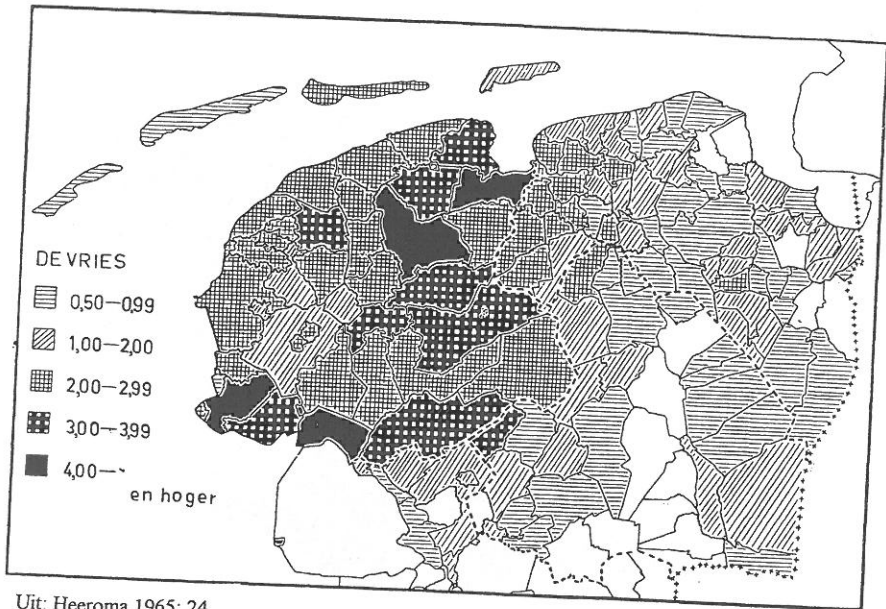 DE VRIES
0,50—0,99
1,00—2,00
2,00—2,99
3,00—3,99
4,00—
en hoger
Uit: Heeroma 1965: 24